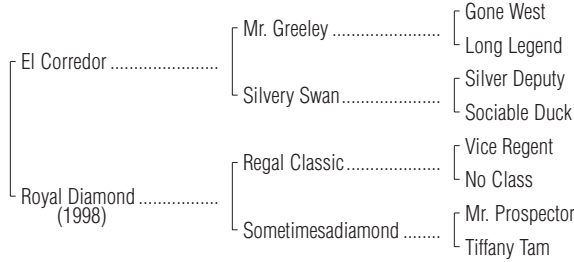 Gone West
Mr. Greeley ....................
Long Legend
El Corredor ....................
Silver Deputy
Silvery Swan ....................
Sociable Duck
Vice Regent
Regal Classic ....................
No Class
Royal Diamond ...............
(1998)
Mr. Prospector
Sometimesadiamond ........
Tiffany Tam